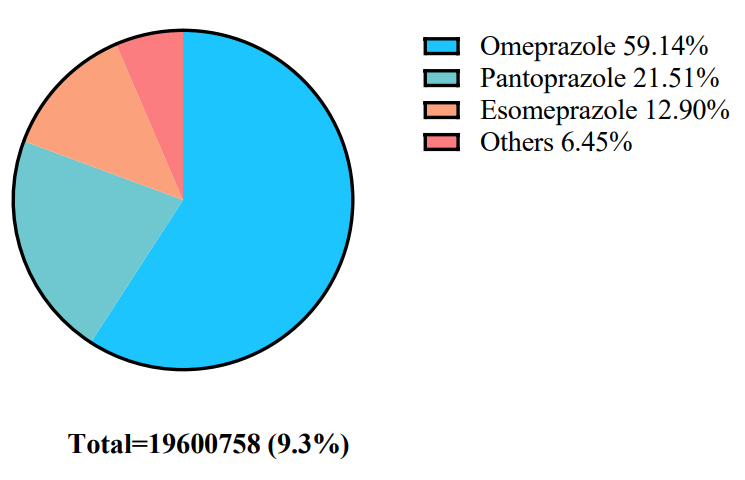 Omeprazole 59.14%
Pantoprazole 21.51%
Esomeprazole 12.90%
Others 6.45%
Total=19600758 (9.3%)